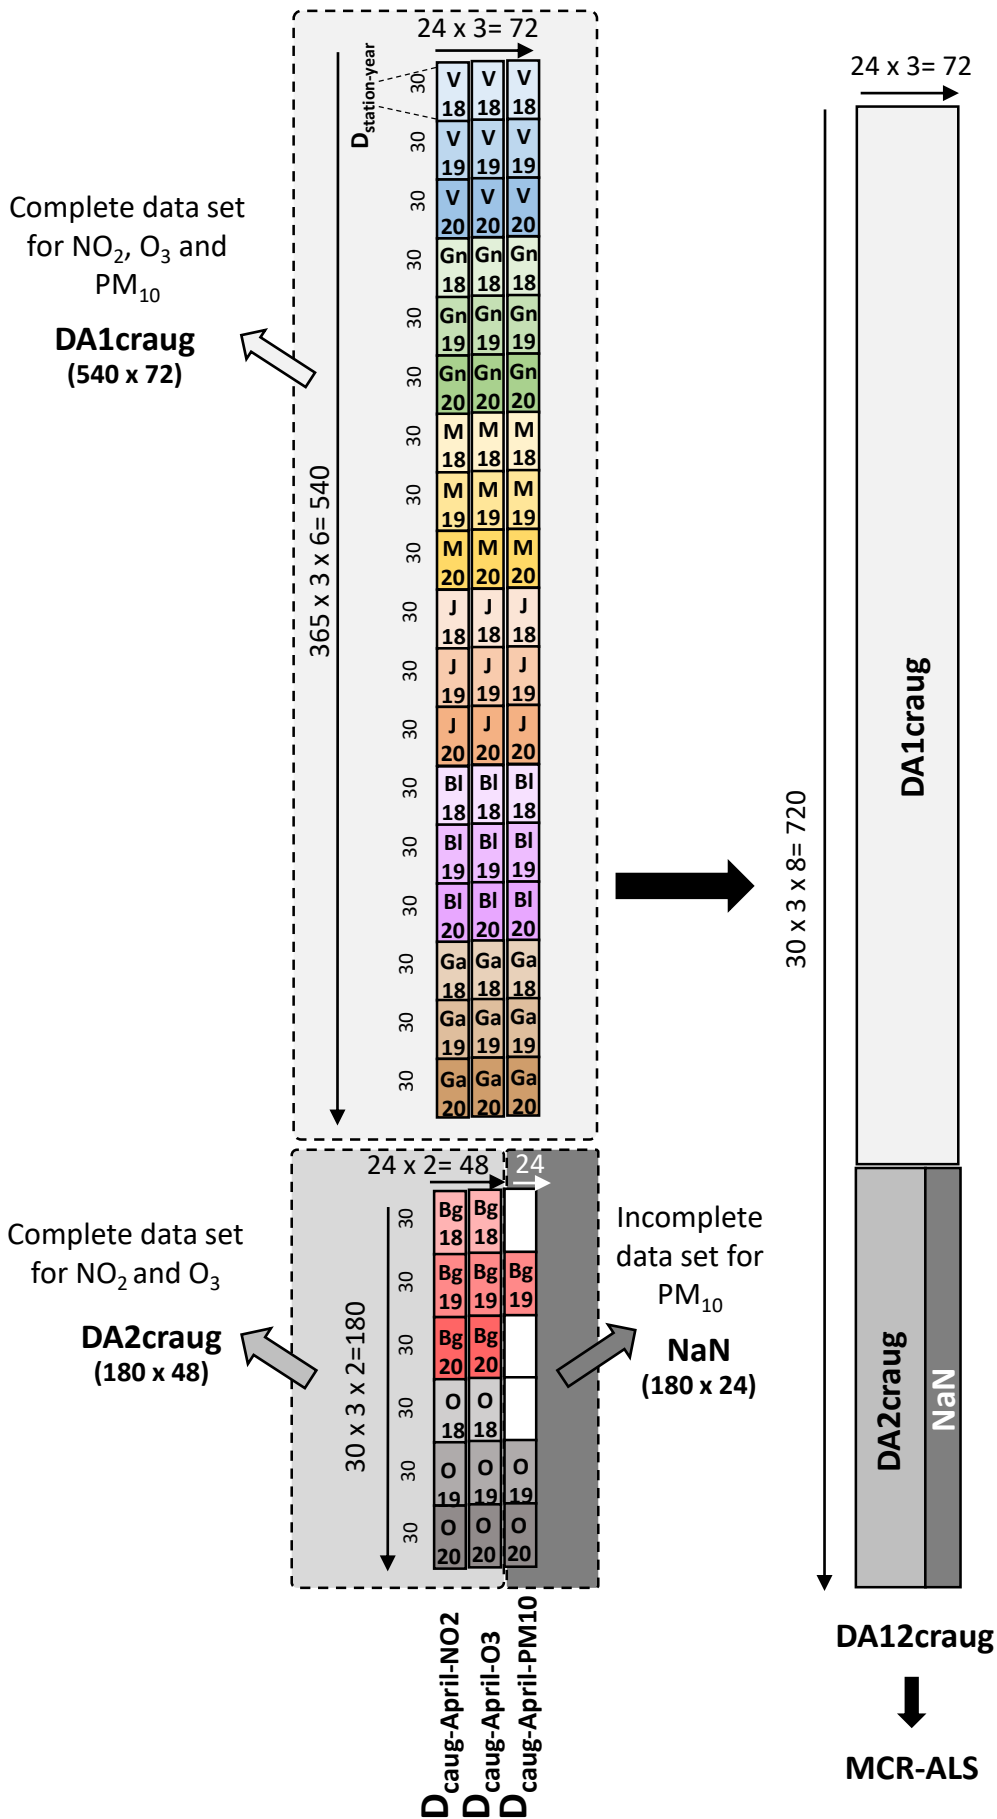 24 x 3= 72
D station-year
365 x 3 x 6= 540
Complete data set
for NO2, O3 and
PM10
DA1craug
(540 x 72)
30 V V V
18 18 18
30 V V V
19 19 19
30 V V V
20 20 20
30 Gn Gn Gn
18 18 18
30 Gn Gn Gn
19 19 19
30 Gn Gn Gn
20 20 20
30 M M M
18 18 18
30 M M M
19 19 19
30 M M M
20 20 20
30 J J J
18 18 18
30 J J J
19 19 19
30 J J J
20 20 20
30 Bl Bl Bl
18 18 18
30 Bl Bl Bl
19 19 19
30 Bl Bl Bl
20 20 20
30 Ga Ga Ga
18 18 18
30 Ga Ga Ga
19 19 19
30 Ga Ga Ga
20 20 20
24 x 2= 48
24
30 x 3 x 2=180
Complete data set
for NO2 and O3
DA2craug
(180 x 48)
30 Bg Bg
18 18
30 Bg Bg Bg
19 19 19
30 Bg Bg
20 20
30 O O
18 18
30 O O O
19 19 19
30 O O O
20 20 20
Incomplete
data set for
PM10
NaN
(180 x 24)
D caug-April-NO2
D caug-April-O3
D caug-April-PM10
24 x 3= 72
30 x 3 x 8= 720
DA1craug
DA2craug
NaN
DA12craug
MCR-ALS